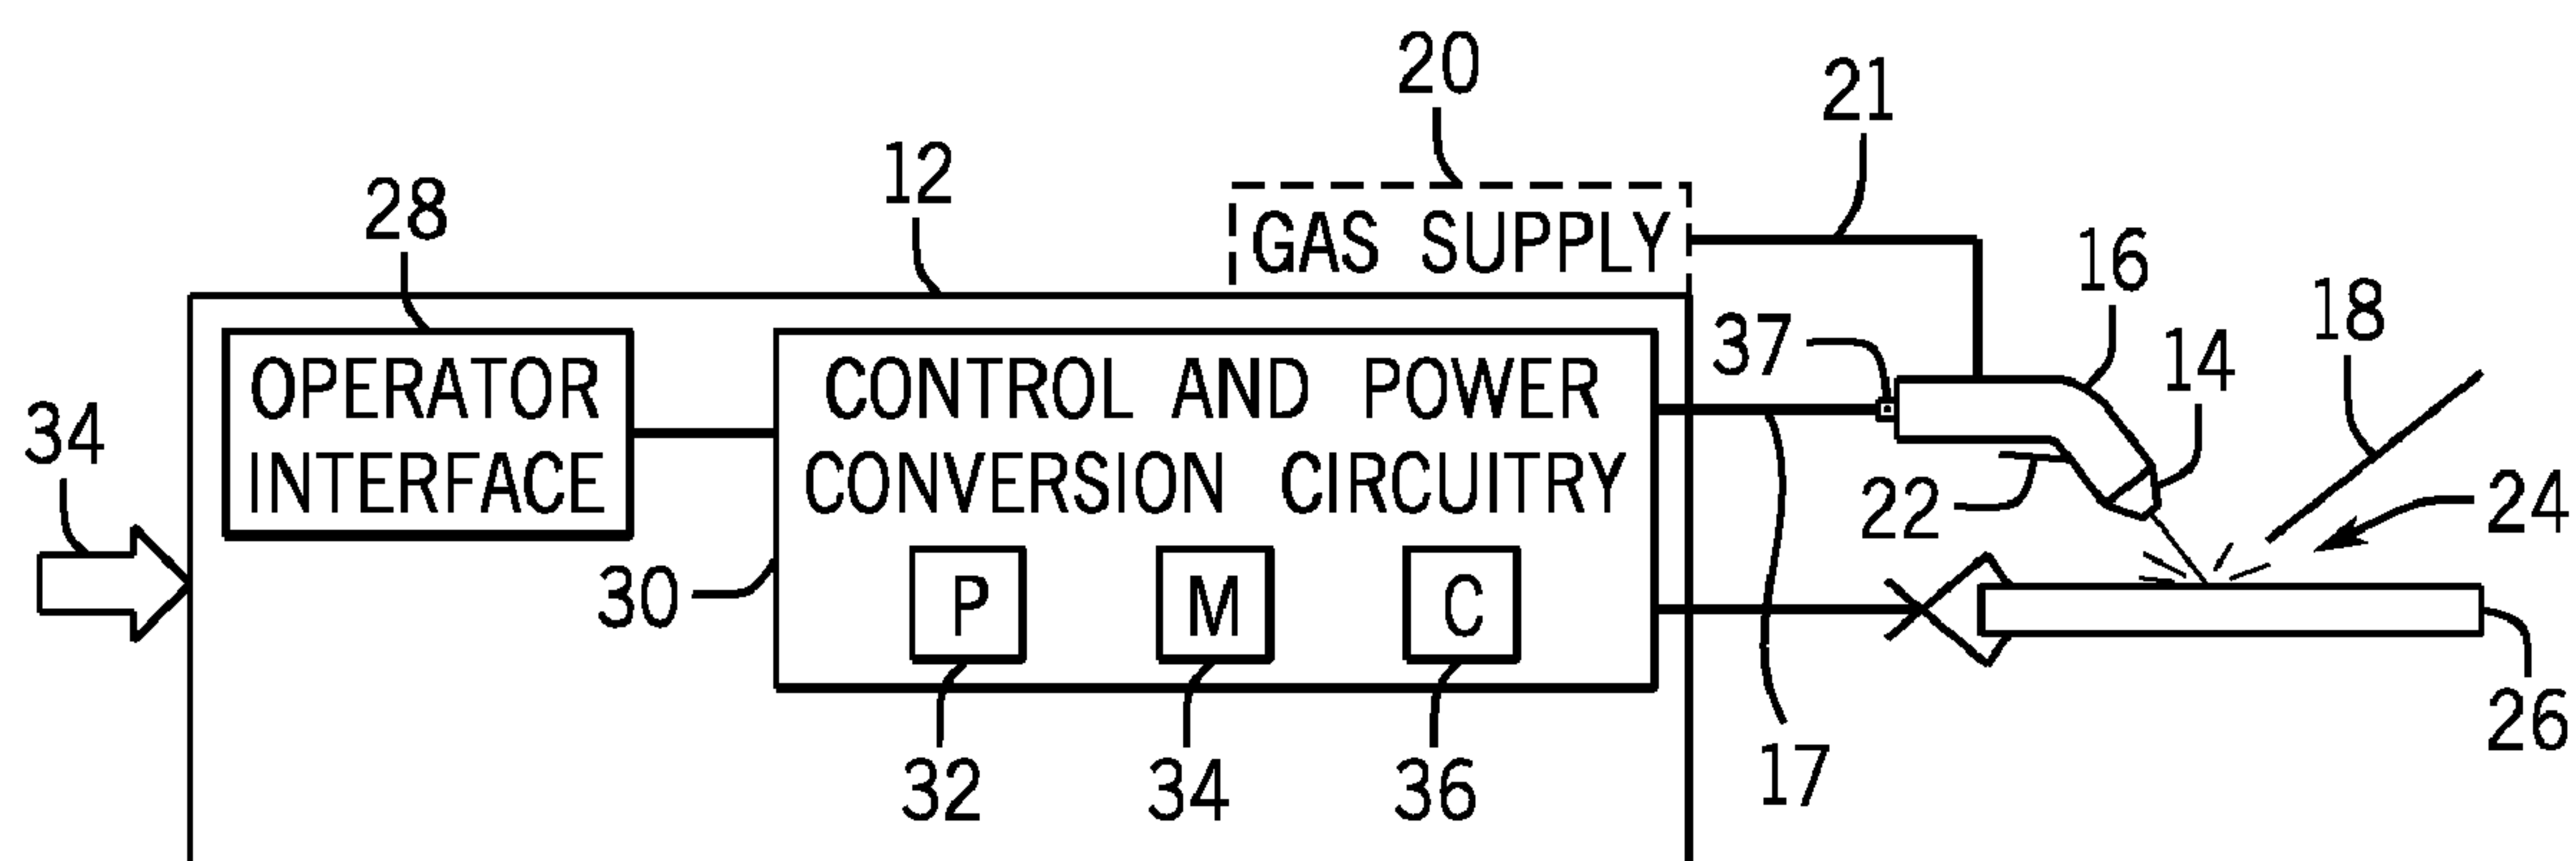 20
21
12
28
GAS SUPPLY
16
18
37
14
OPERATOR
INTERFACE
CONTROL AND POWER
CONVERSION CIRCUITRY
34
22
24
30
P
M
C
26
17
32
34
36